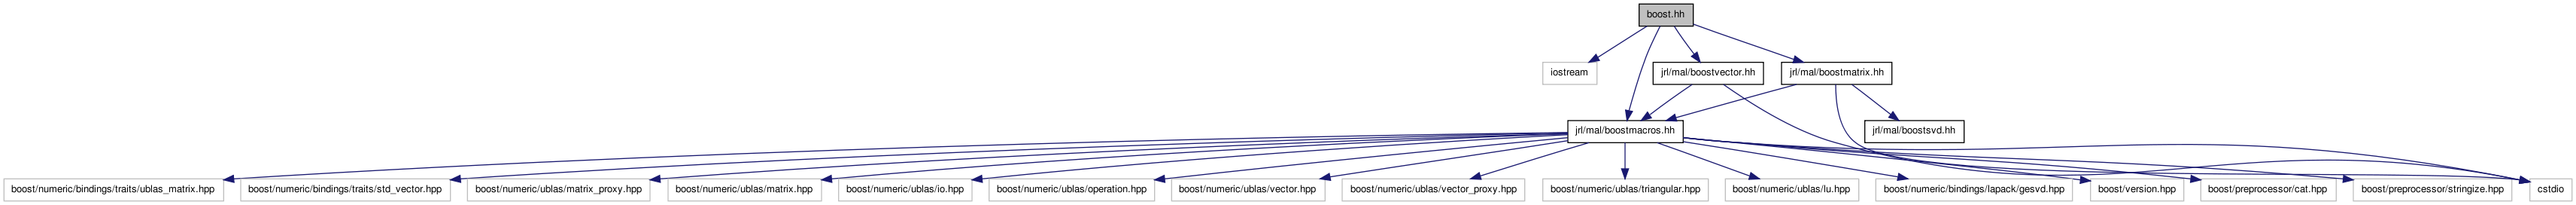 boost.hh
iostream
jrl/mal/boostvector.hh
jrl/mal/boostmatrix.hh
jrl/mal/boostmacros.hh
jrl/mal/boostsvd.hh
boost/numeric/bindings/traits/ublas_matrix.hpp
boost/numeric/bindings/traits/std_vector.hpp
boost/numeric/ublas/matrix_proxy.hpp
boost/numeric/ublas/matrix.hpp
boost/numeric/ublas/io.hpp
boost/numeric/ublas/operation.hpp
boost/numeric/ublas/vector.hpp
boost/numeric/ublas/vector_proxy.hpp
boost/numeric/ublas/triangular.hpp
boost/numeric/ublas/lu.hpp
boost/numeric/bindings/lapack/gesvd.hpp
boost/version.hpp
boost/preprocessor/cat.hpp
boost/preprocessor/stringize.hpp
cstdio